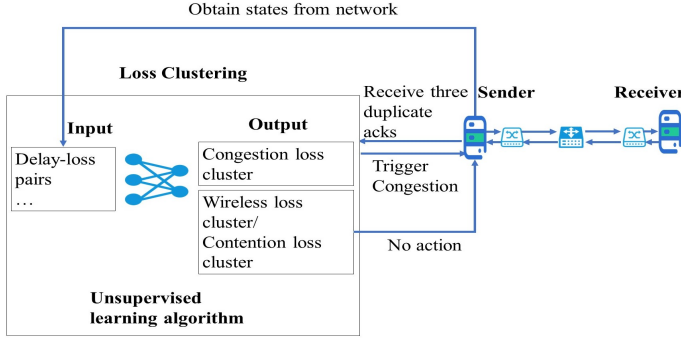 Obtain states from network
Loss Clustering
Input
Delay-loss
pairs
…
Output
Congestion loss
cluster
Wireless loss
cluster/
Contention loss
cluster
Unsupervised
learning algorithm
Receive three
duplicate
acks
Trigger
Congestion
No action
Sender
Receiver